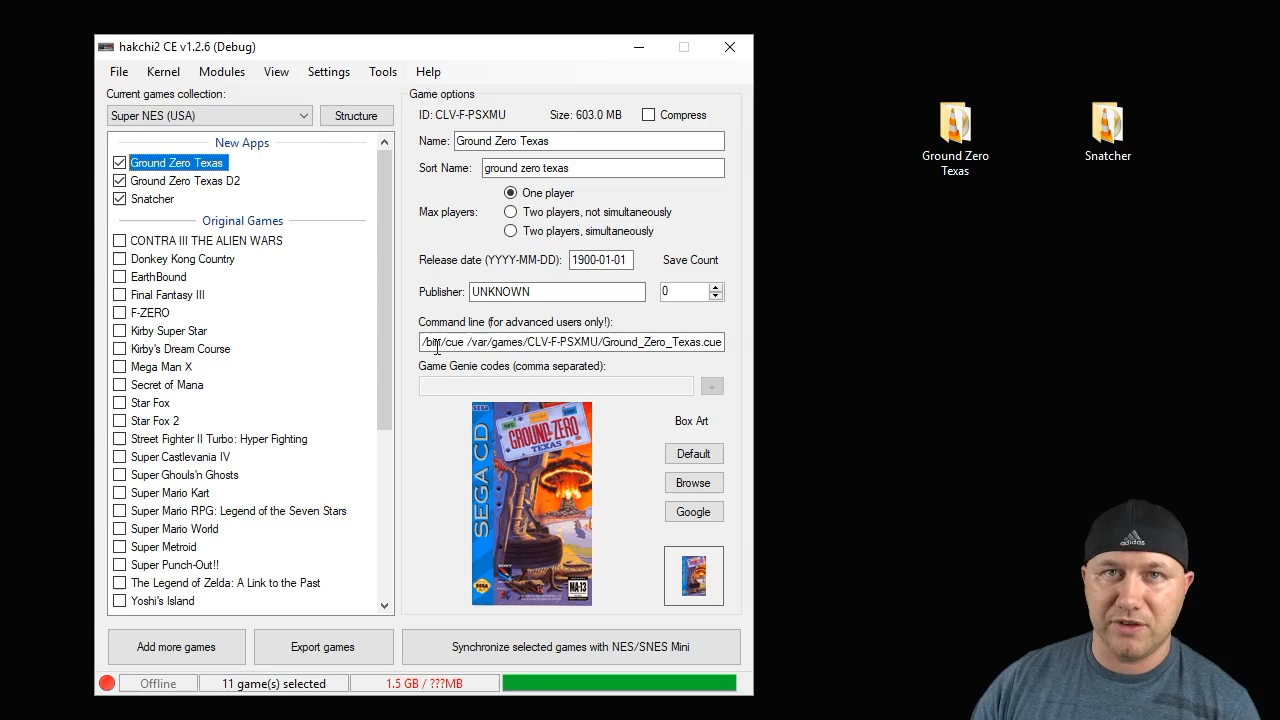 hakchi2 CE v1.2.6 (Debug)
File Kernel Modules View Settings Tools Help
Current games collection:
Super NES (USA)
Structure
New Apps
Ground Zero Texas
Ground Zero Texas D2
Snatcher
Original Games
CONTRA III THE ALIEN WARS
Donkey Kong Country
EarthBound
Final Fantasy III
F-ZERO
Kirby Super Star
Kirby's Dream Course
Mega Man X
Secret of Mana
Star Fox
Star Fox 2
Street Fighter II Turbo: Hyper Fighting
Super Castlevania IV
Super Ghouls'n Ghosts
Super Mario Kart
Super Mario RPG: Legend of the Seven Stars
Super Mario World
Super Metroid
Super Punch-Out!!
The Legend of Zelda: A Link to the Past
Yoshi's Island
Add more games
Export games
Game options
ID: CLV-F-PSXMU Size: 603.0 MB Compress
Name: Ground Zero Texas
Sort Name: ground zero texas
Max players:
One player
Two players, not simultaneously
Two players, simultaneously
Release date (YYYY-MM-DD): 1900-01-01
Save Count
Publisher: UNKNOWN
0
Command line (for advanced users only!):
/bin/cue /var/games/CLV-F-PSXMU/Ground_Zero_Texas.cue
Game Genie codes (comma separated):
SEGA
SEGA CD
GROUND ZERO
TEXAS
SONY
MA-13
Box Art
Default
Browse
Google
Synchronize selected games with NES/SNES Mini
Offline
11 game(s) selected
1.5 GB / ???MB
Ground Zero
Texas
Snatcher
adidas